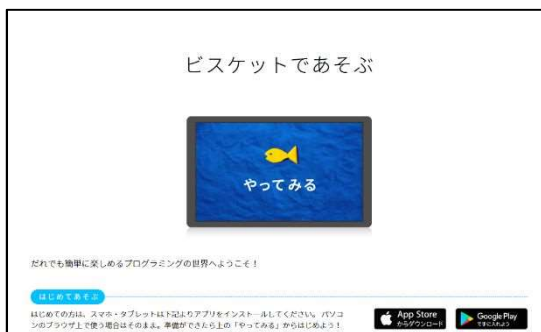 ビスケットであそぶ
やってみる
だれでも簡単に楽しめるプログラミングの世界へようこそ！
はじめてあそぶ
はじめての方は、スマホ・タブレットは下記よりアプリをインストールしてください。パソコ
ンのブラウザ上で使う場合はそのまま。準備ができたら上の「やってみる」からはじめよう！
App Store
からダウンロード
Google Play
で手に入れよう